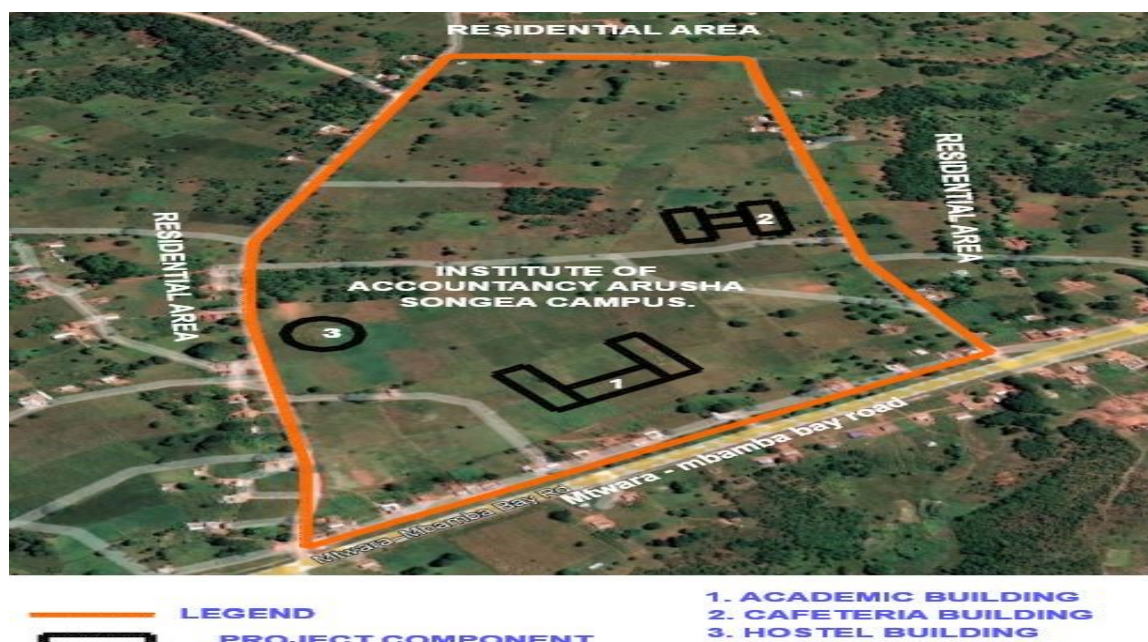 RESIDENTIAL AREA
RESIDENTIAL AREA
RESIDENTIAL AREA
2
INSTITUTE OF
ACCOUNTANCY ARUSHA
SONGEA CAMPUS.
3
1
Mtwara - mbamba bay road
Mtwara Mbamba Bay Rd
LEGEND
PROJECT COMPONENT
1. ACADEMIC BUILDING
2. CAFETERIA BUILDING
3. HOSTEL BUILDING